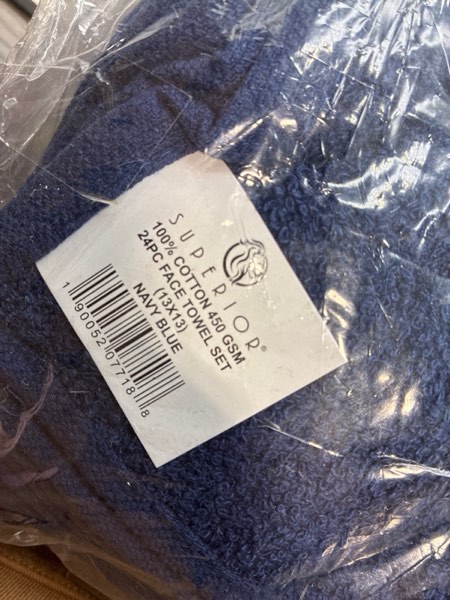 SUPERIOR®
100% COTTON 450 GSM
24PC FACE TOWEL SET
(13X13)
NAVY BLUE
1 90052 07718 8